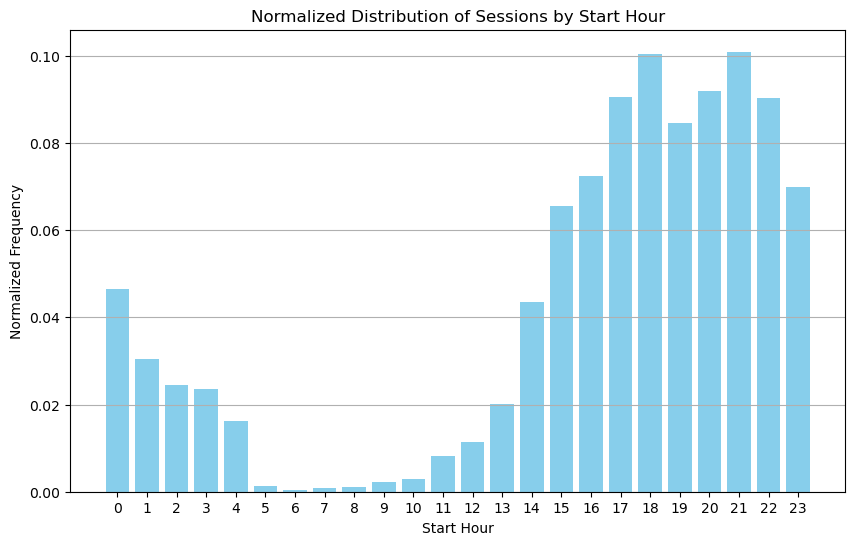 Normalized Distribution of Sessions by Start Hour
Normalized Frequency
0.10
0.08
0.06
0.04
0.02
0.00
0 1 2 3 4 5 6 7 8 9 10 11 12 13 14 15 16 17 18 19 20 21 22 23
Start Hour